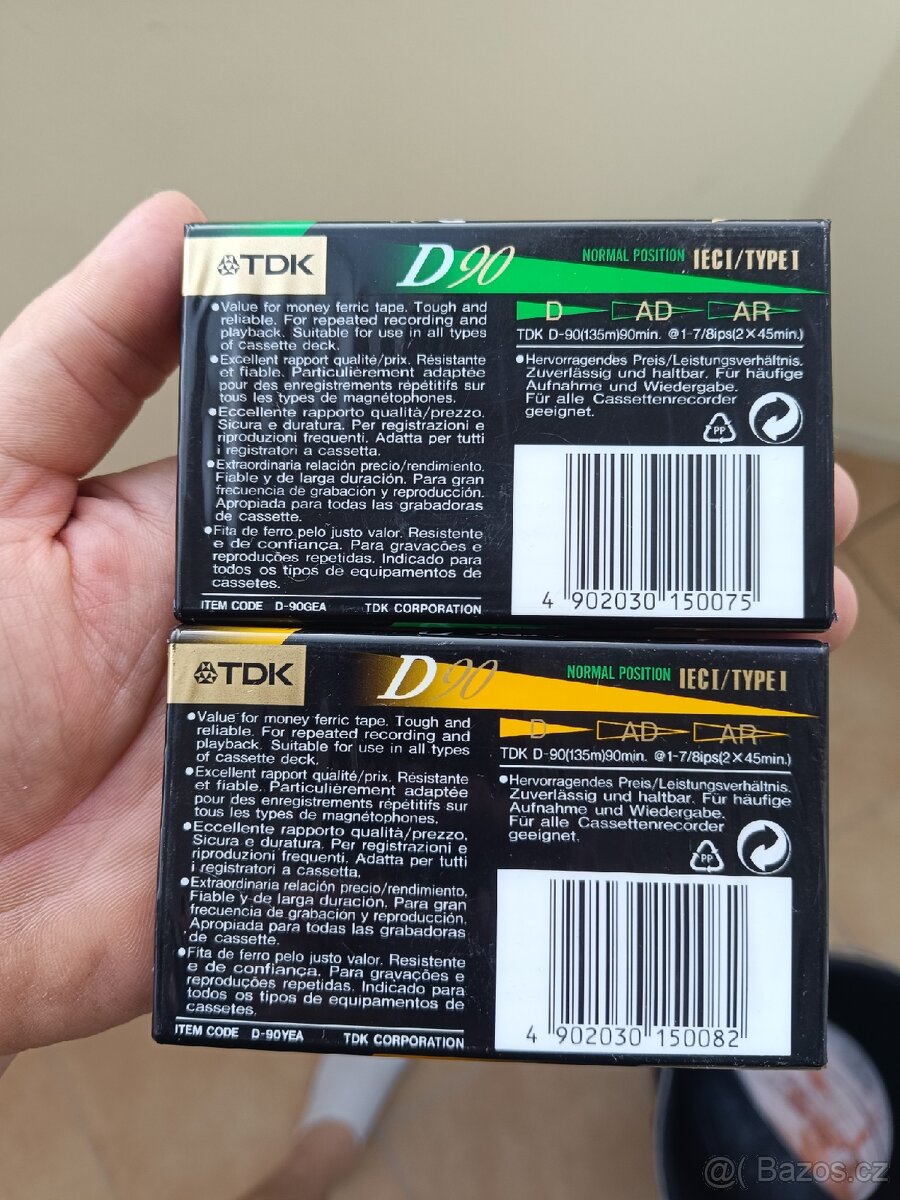 TDK
D90
NORMAL POSITION IECI/TYPE I
•Value for money ferric tape. Tough and
reliable. For repeated recording and
playback. Suitable for use in all types
of cassette deck.
•Excellent rapport qualité/prix. Résistante
et fiable. Particulièrement adaptée
pour des enregistrements répétitifs sur
tous les types de magnétophones.
•Eccellente rapporto qualità/prezzo.
Sicura e duratura. Per registrazioni e
riproduzioni frequenti. Adatta per tutti
i registratori a cassetta.
•Extraordinaria relación precio/rendimiento.
Fiable y de larga duración. Para gran
frecuencia de grabación y reproducción.
Apropiada para todas las grabadoras
de cassette.
•Fita de ferro pelo justo valor. Resistente
e de confiança. Para gravações e
reproduções repetidas. Indicado para
todos os tipos de equipamentos de
cassetes.
ITEM CODE D-90GEA TDK CORPORATION
D AD AR
TDK D-90(135m)90min. @1-7/8ips(2×45min.)
•Hervorragendes Preis/Leistungsverhältnis.
Zuverlässig und haltbar. Für häufige
Aufnahme und Wiedergabe.
Für alle Cassettenrecorder
geeignet.
PP
4 902030 150075
TDK
D90
NORMAL POSITION IECI/TYPE I
•Value for money ferric tape. Tough and
reliable. For repeated recording and
playback. Suitable for use in all types
of cassette deck.
•Excellent rapport qualité/prix. Résistante
et fiable. Particulièrement adaptée
pour des enregistrements répétitifs sur
tous les types de magnétophones.
•Eccellente rapporto qualità/prezzo.
Sicura e duratura. Per registrazioni e
riproduzioni frequenti. Adatta per tutti
i registratori a cassetta.
•Extraordinaria relación precio/rendimiento.
Fiable y de larga duración. Para gran
frecuencia de grabación y reproducción.
Apropiada para todas las grabadoras
de cassette.
•Fita de ferro pelo justo valor. Resistente
e de confiança. Para gravações e
reproduções repetidas. Indicado para
todos os tipos de equipamentos de
cassetes.
ITEM CODE D-90YEA TDK CORPORATION
D AD AR
TDK D-90(135m)90min. @1-7/8ips(2×45min.)
•Hervorragendes Preis/Leistungsverhältnis.
Zuverlässig und haltbar. Für häufige
Aufnahme und Wiedergabe.
Für alle Cassettenrecorder
geeignet.
PP
4 902030 150082
@( Bazos.cz